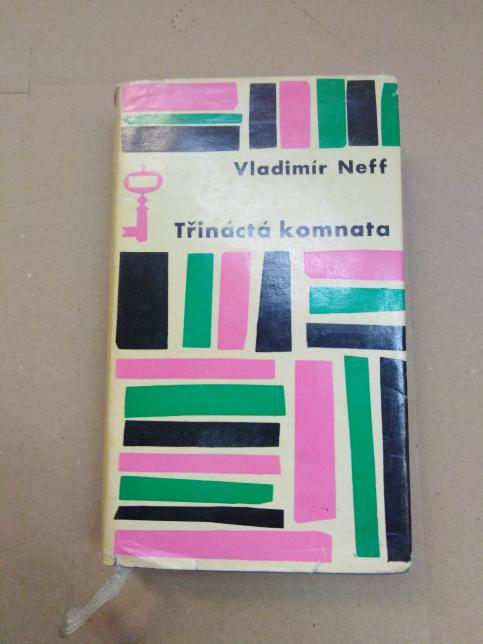 Vladimír Neff
Třináctá komnata